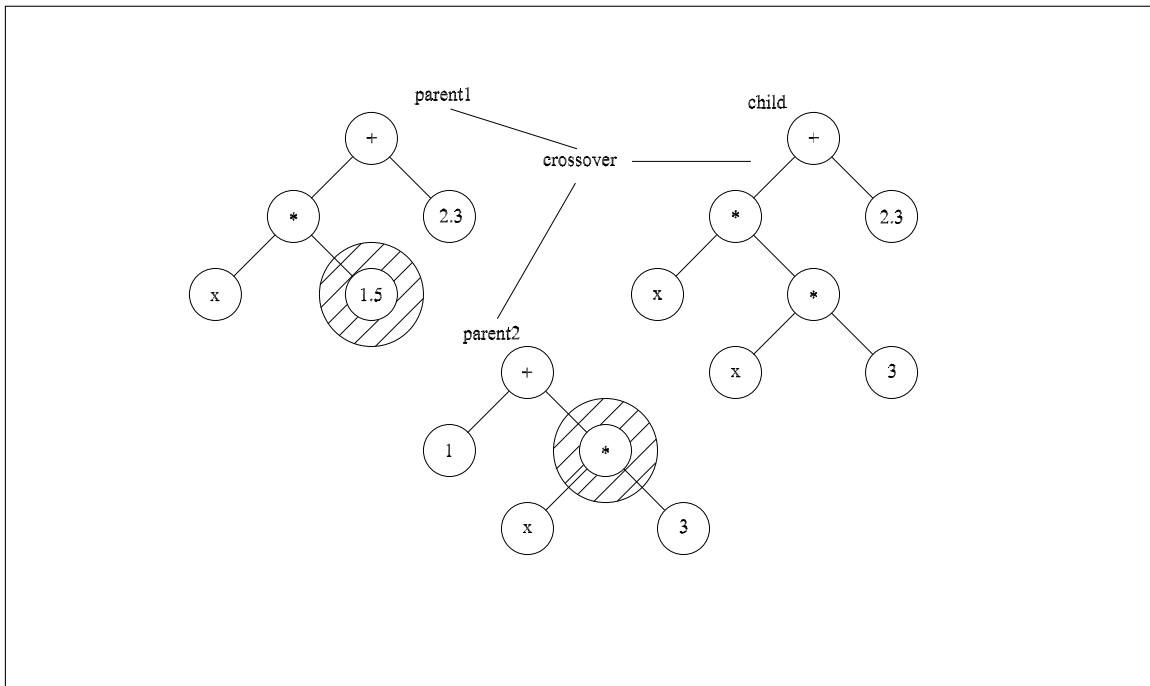 parent1
child
+
+
crossover
*
2.3
*
2.3
x
1.5
x
*
parent2
+
x
3
1
*
x
3